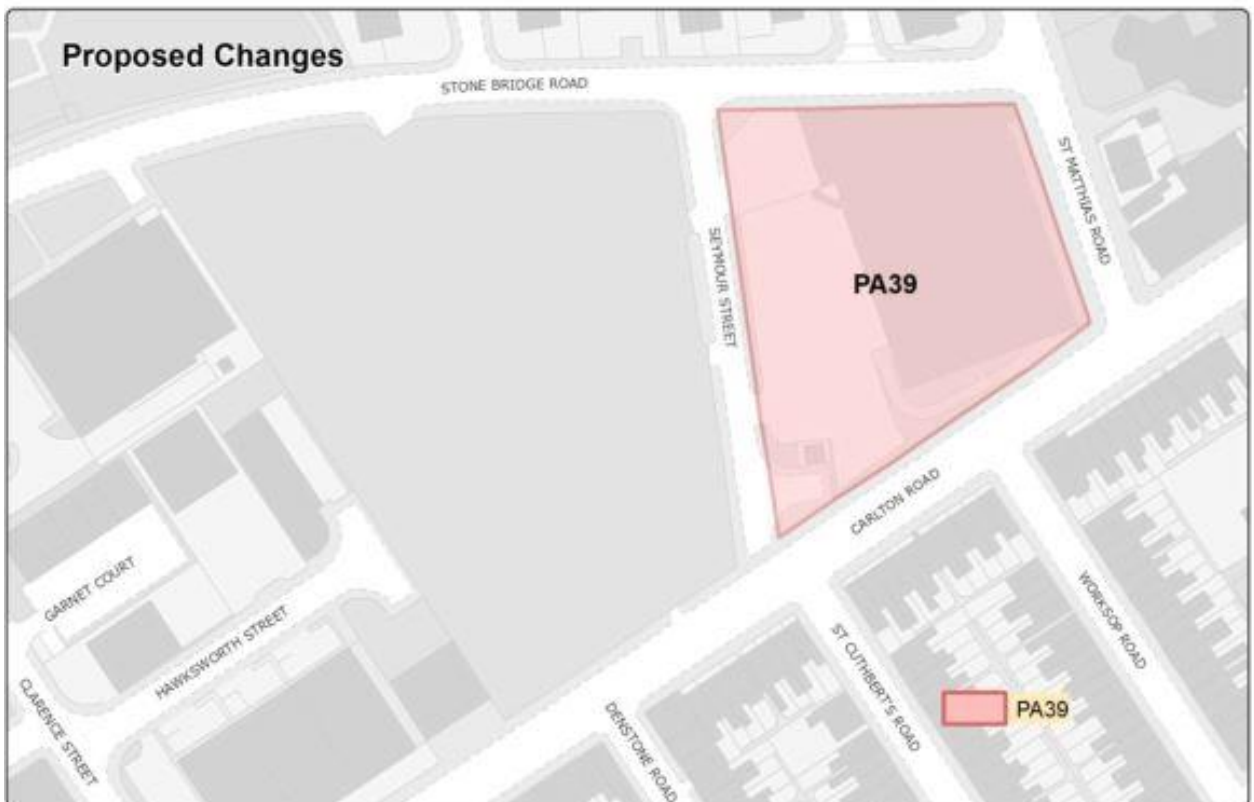 Proposed Changes
STONE BRIDGE ROAD
ST MATTHIAS ROAD
SEYMOUR STREET
PA39
CARLTON ROAD
GARNET COURT
HAWKSWORTH STREET
CLARENCE STREET
DENSTONE ROAD
ST CUTHBERT'S ROAD
WORKSOP ROAD
PA39